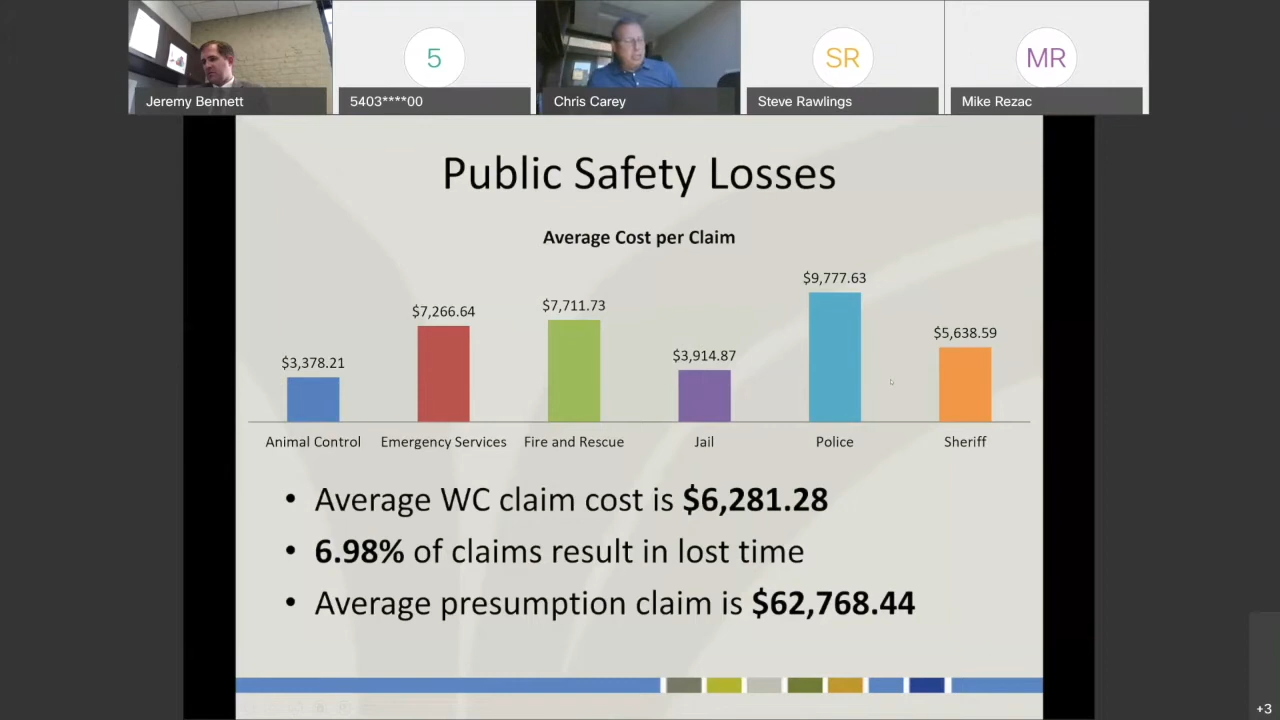 5
SR
MR
Jeremy Bennett
5403****00
Chris Carey
Steve Rawlings
Mike Rezac
Public Safety Losses
Average Cost per Claim
$9,777.63
$7,266.64
$7,711.73
$5,638.59
$3,378.21
$3,914.87
Animal Control
Emergency Services
Fire and Rescue
Jail
Police
Sheriff
• Average WC claim cost is $6,281.28
• 6.98% of claims result in lost time
• Average presumption claim is $62,768.44
+3